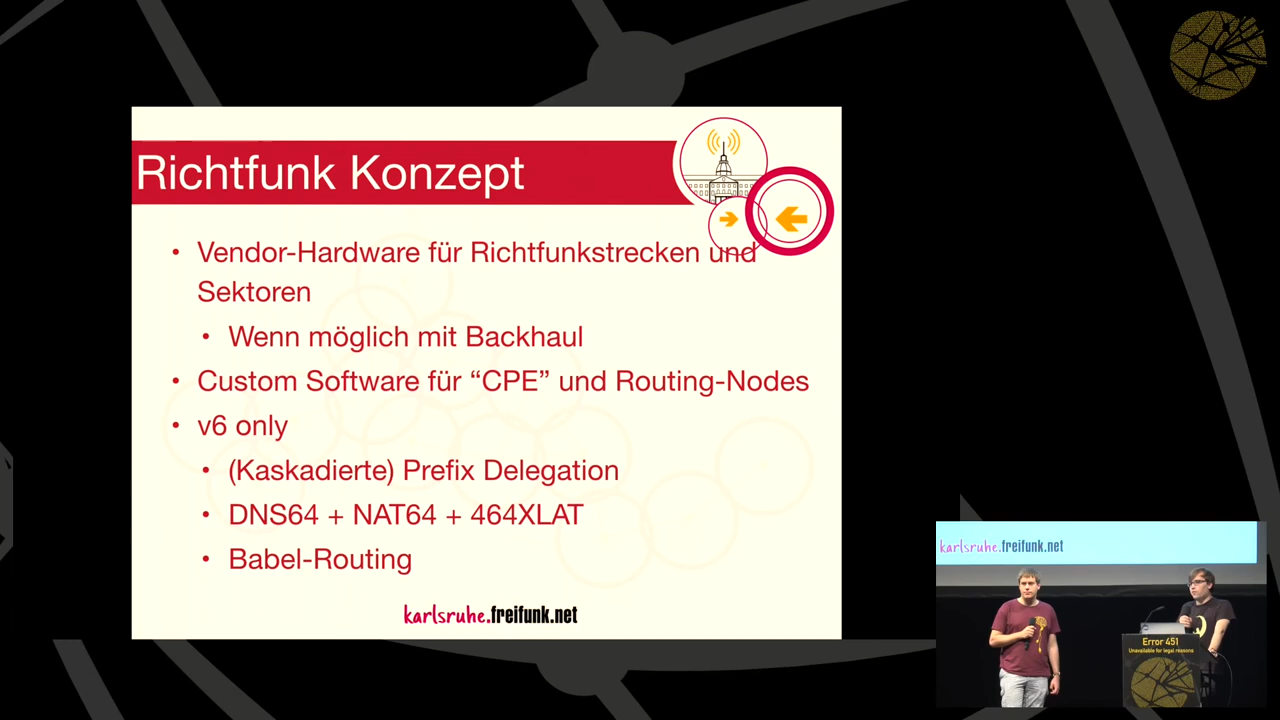 Richtfunk Konzept
• Vendor-Hardware für Richtfunkstrecken und
Sektoren
• Wenn möglich mit Backhaul
• Custom Software für “CPE” und Routing-Nodes
• v6 only
• (Kaskadierte) Prefix Delegation
• DNS64 + NAT64 + 464XLAT
• Babel-Routing
karlsruhe.freifunk.net
karlsruhe.freifunk.net
Error 451
Unavailable for legal reasons